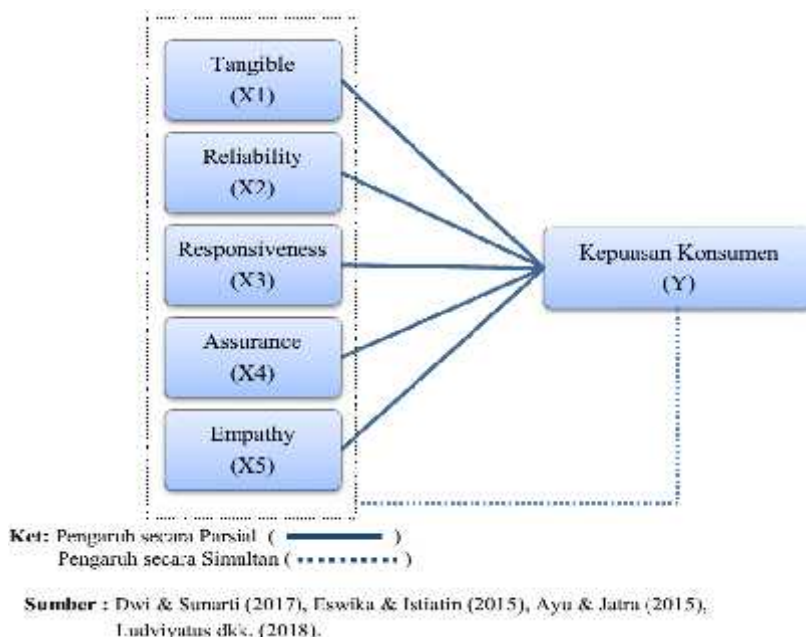 Tangible
(X1)
Reliability
(X2)
Responsiveness
(X3)
Assurance
(X4)
Empathy
(X5)
Kepuasan Konsumen
(Y)
Ket: Pengaruh secara Parsial ( )
Pengaruh secara Simultan ( )
Sumber : Dwi & Sunarti (2017), Eswika & Istiatin (2015), Ayu & Jatra (2015),
Ludviyatus dkk. (2018).